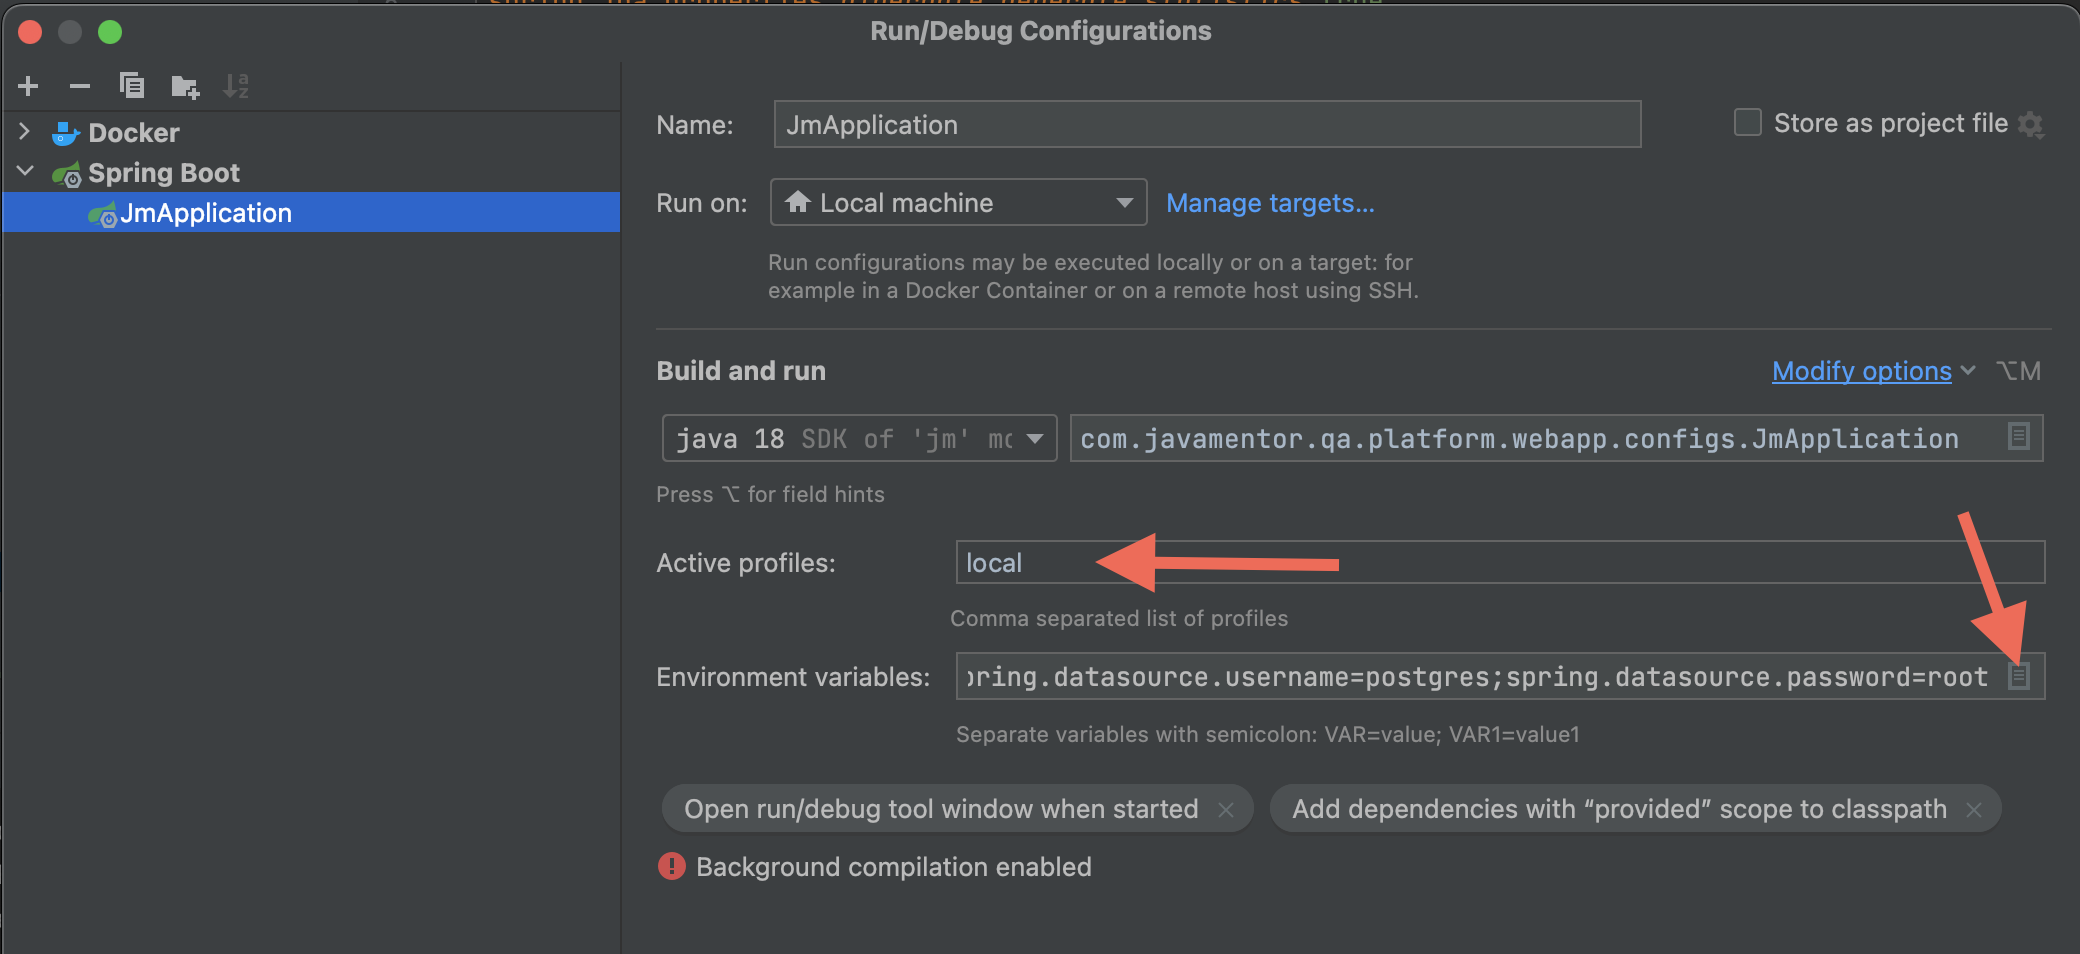 Run/Debug Configurations
Docker
Spring Boot
JmApplication
Name:
JmApplication
Store as project file
Run on:
Local machine
Manage targets...
Run configurations may be executed locally or on a target: for
example in a Docker Container or on a remote host using SSH.
Build and run
Modify options
⌥M
java 18 SDK of 'jm' mo
com.javamentor.qa.platform.webapp.configs.JmApplication
Press ⌥ for field hints
Active profiles:
local
Comma separated list of profiles
Environment variables:
pring.datasource.username=postgres;spring.datasource.password=root
Separate variables with semicolon: VAR=value; VAR1=value1
Open run/debug tool window when started
Add dependencies with “provided” scope to classpath
Background compilation enabled